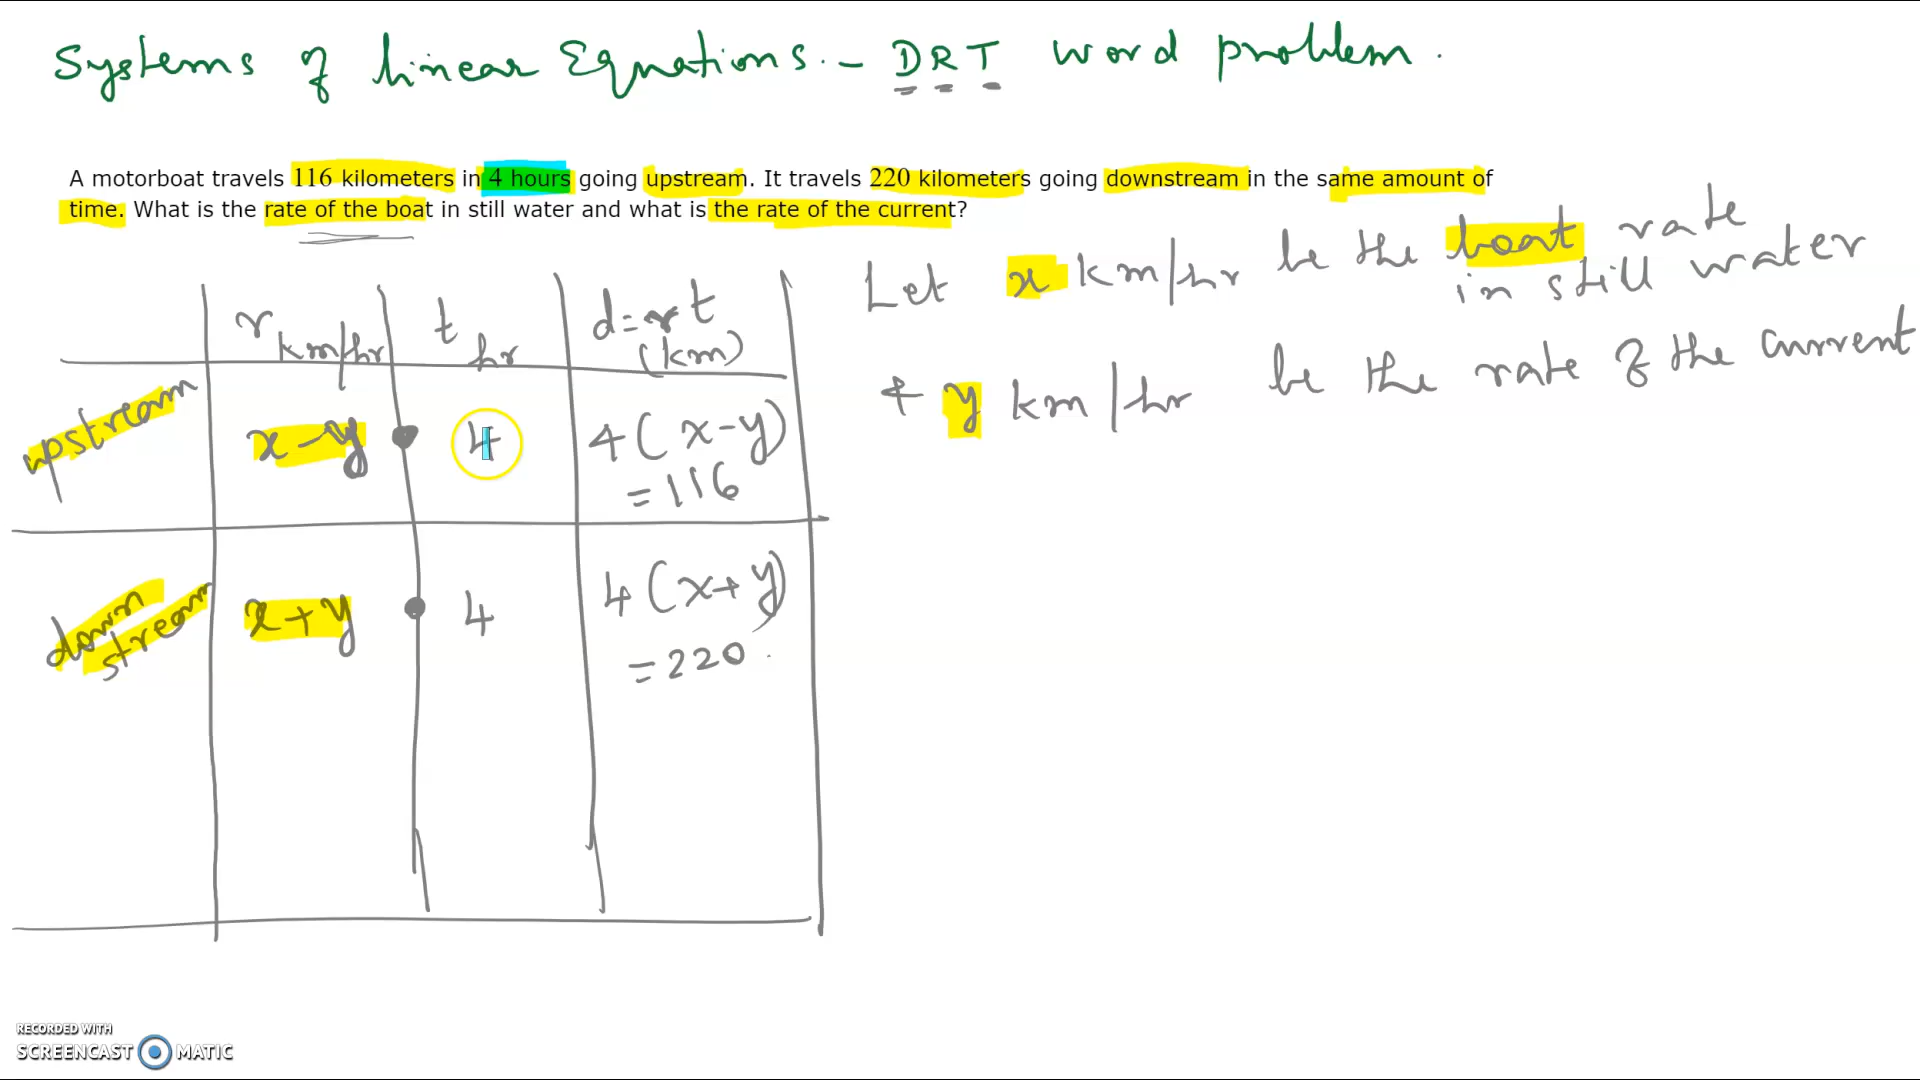 Systems of linear Equations. - DRT word problem.
A motorboat travels 116 kilometers in 4 hours going upstream. It travels 220 kilometers going downstream in the same amount of
time. What is the rate of the boat in still water and what is the rate of the current?
Let x km/hr be the boat rate
in still water
& y km/hr be the rate of the current
r km/hr t hr d=rt
(km)
upstream x-y 4 4(x-y)
=116
down
stream x+y 4 4(x+y)
=220.
RECORDED WITH
SCREENCAST MATIC